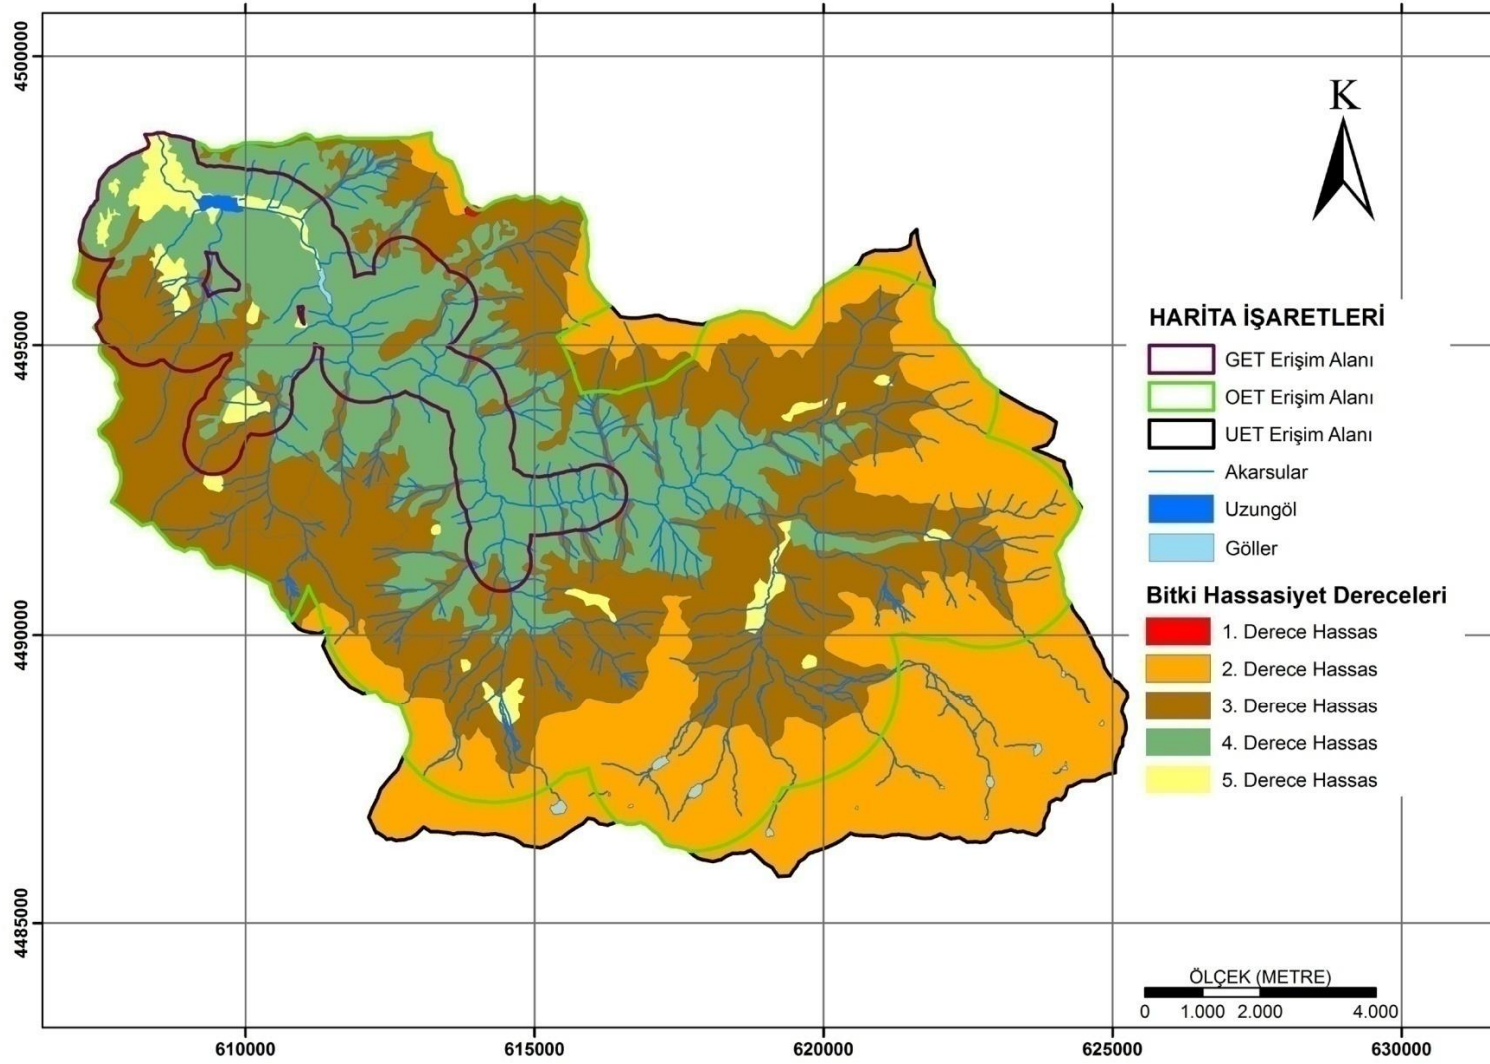 4500000
4495000
4490000
4485000
610000
615000
620000
625000
630000
K
HARİTA İŞARETLERİ
GET Erişim Alanı
OET Erişim Alanı
UET Erişim Alanı
Akarsular
Uzungöl
Göller
Bitki Hassasiyet Dereceleri
1. Derece Hassas
2. Derece Hassas
3. Derece Hassas
4. Derece Hassas
5. Derece Hassas
ÖLÇEK (METRE)
0 1.000 2.000 4.000